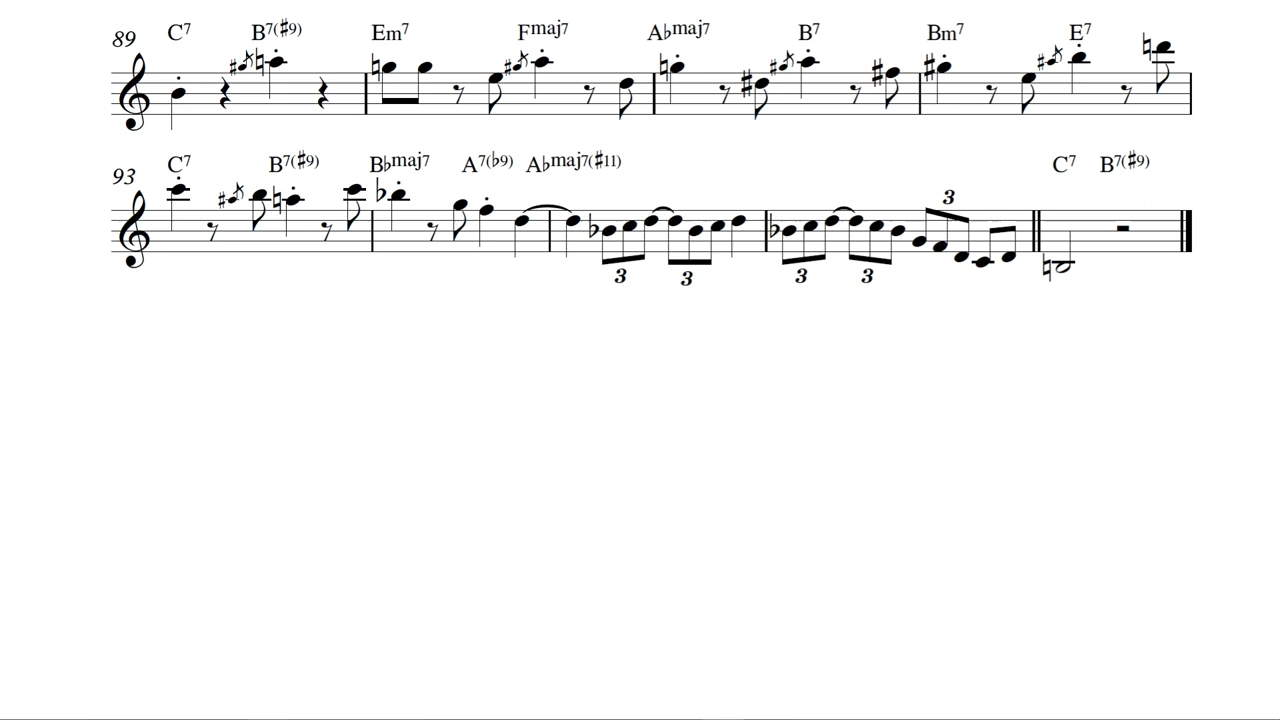 89 C7 B7(♯9) Em7 Fmaj7 A♭maj7 B7 Bm7 E7
93 C7 B7(♯9) B♭maj7 A7(♭9) A♭maj7(♯11) C7 B7(♯9)
3
3 3 3 3